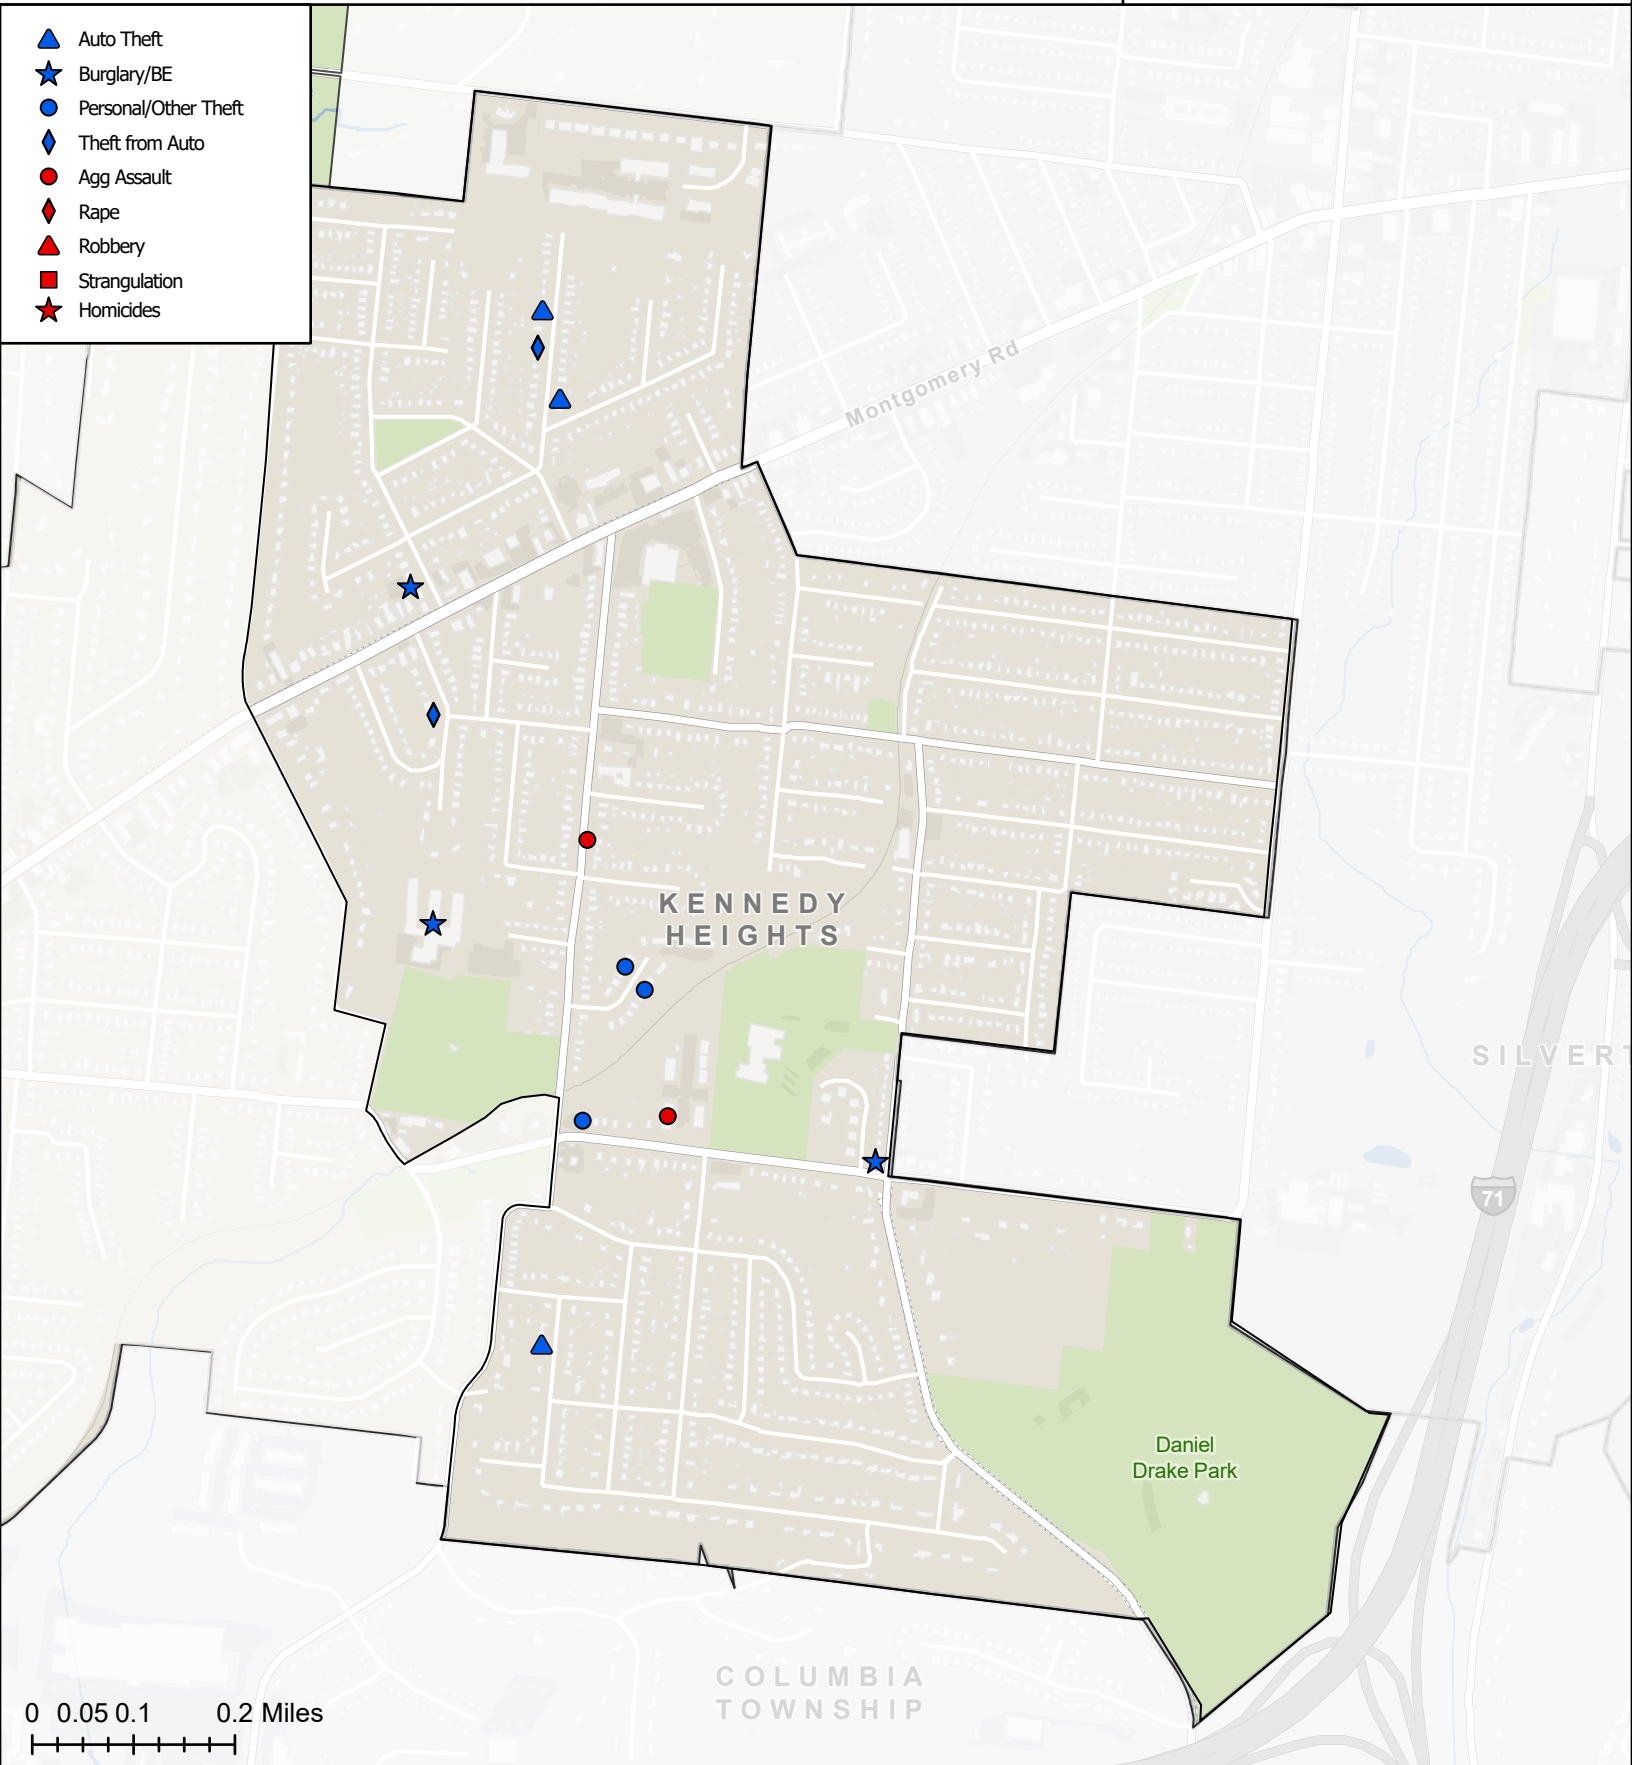 Auto Theft
Burglary/BE
Personal/Other Theft
Theft from Auto
Agg Assault
Rape
Robbery
Strangulation
Homicides
Montgomery Rd
KENNEDY
HEIGHTS
SILVERT
71
Daniel
Drake Park
COLUMBIA
TOWNSHIP
0 0.05 0.1 0.2 Miles